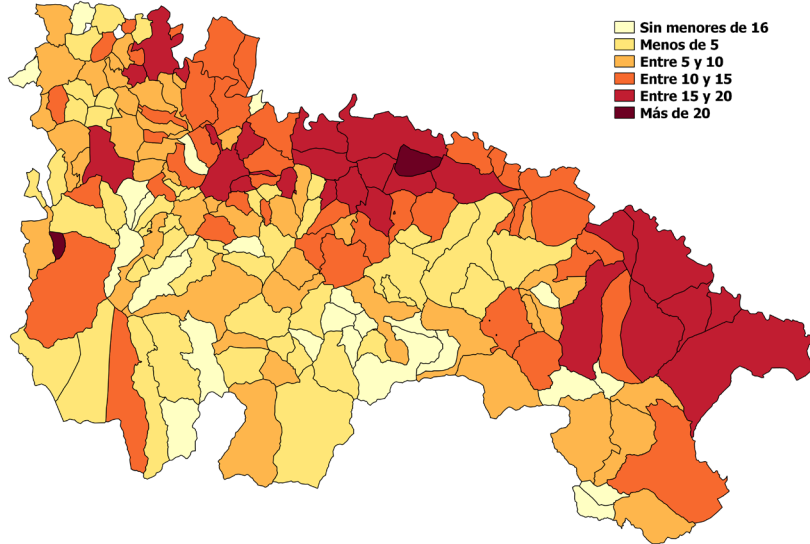 Sin menores de 16
Menos de 5
Entre 5 y 10
Entre 10 y 15
Entre 15 y 20
Más de 20